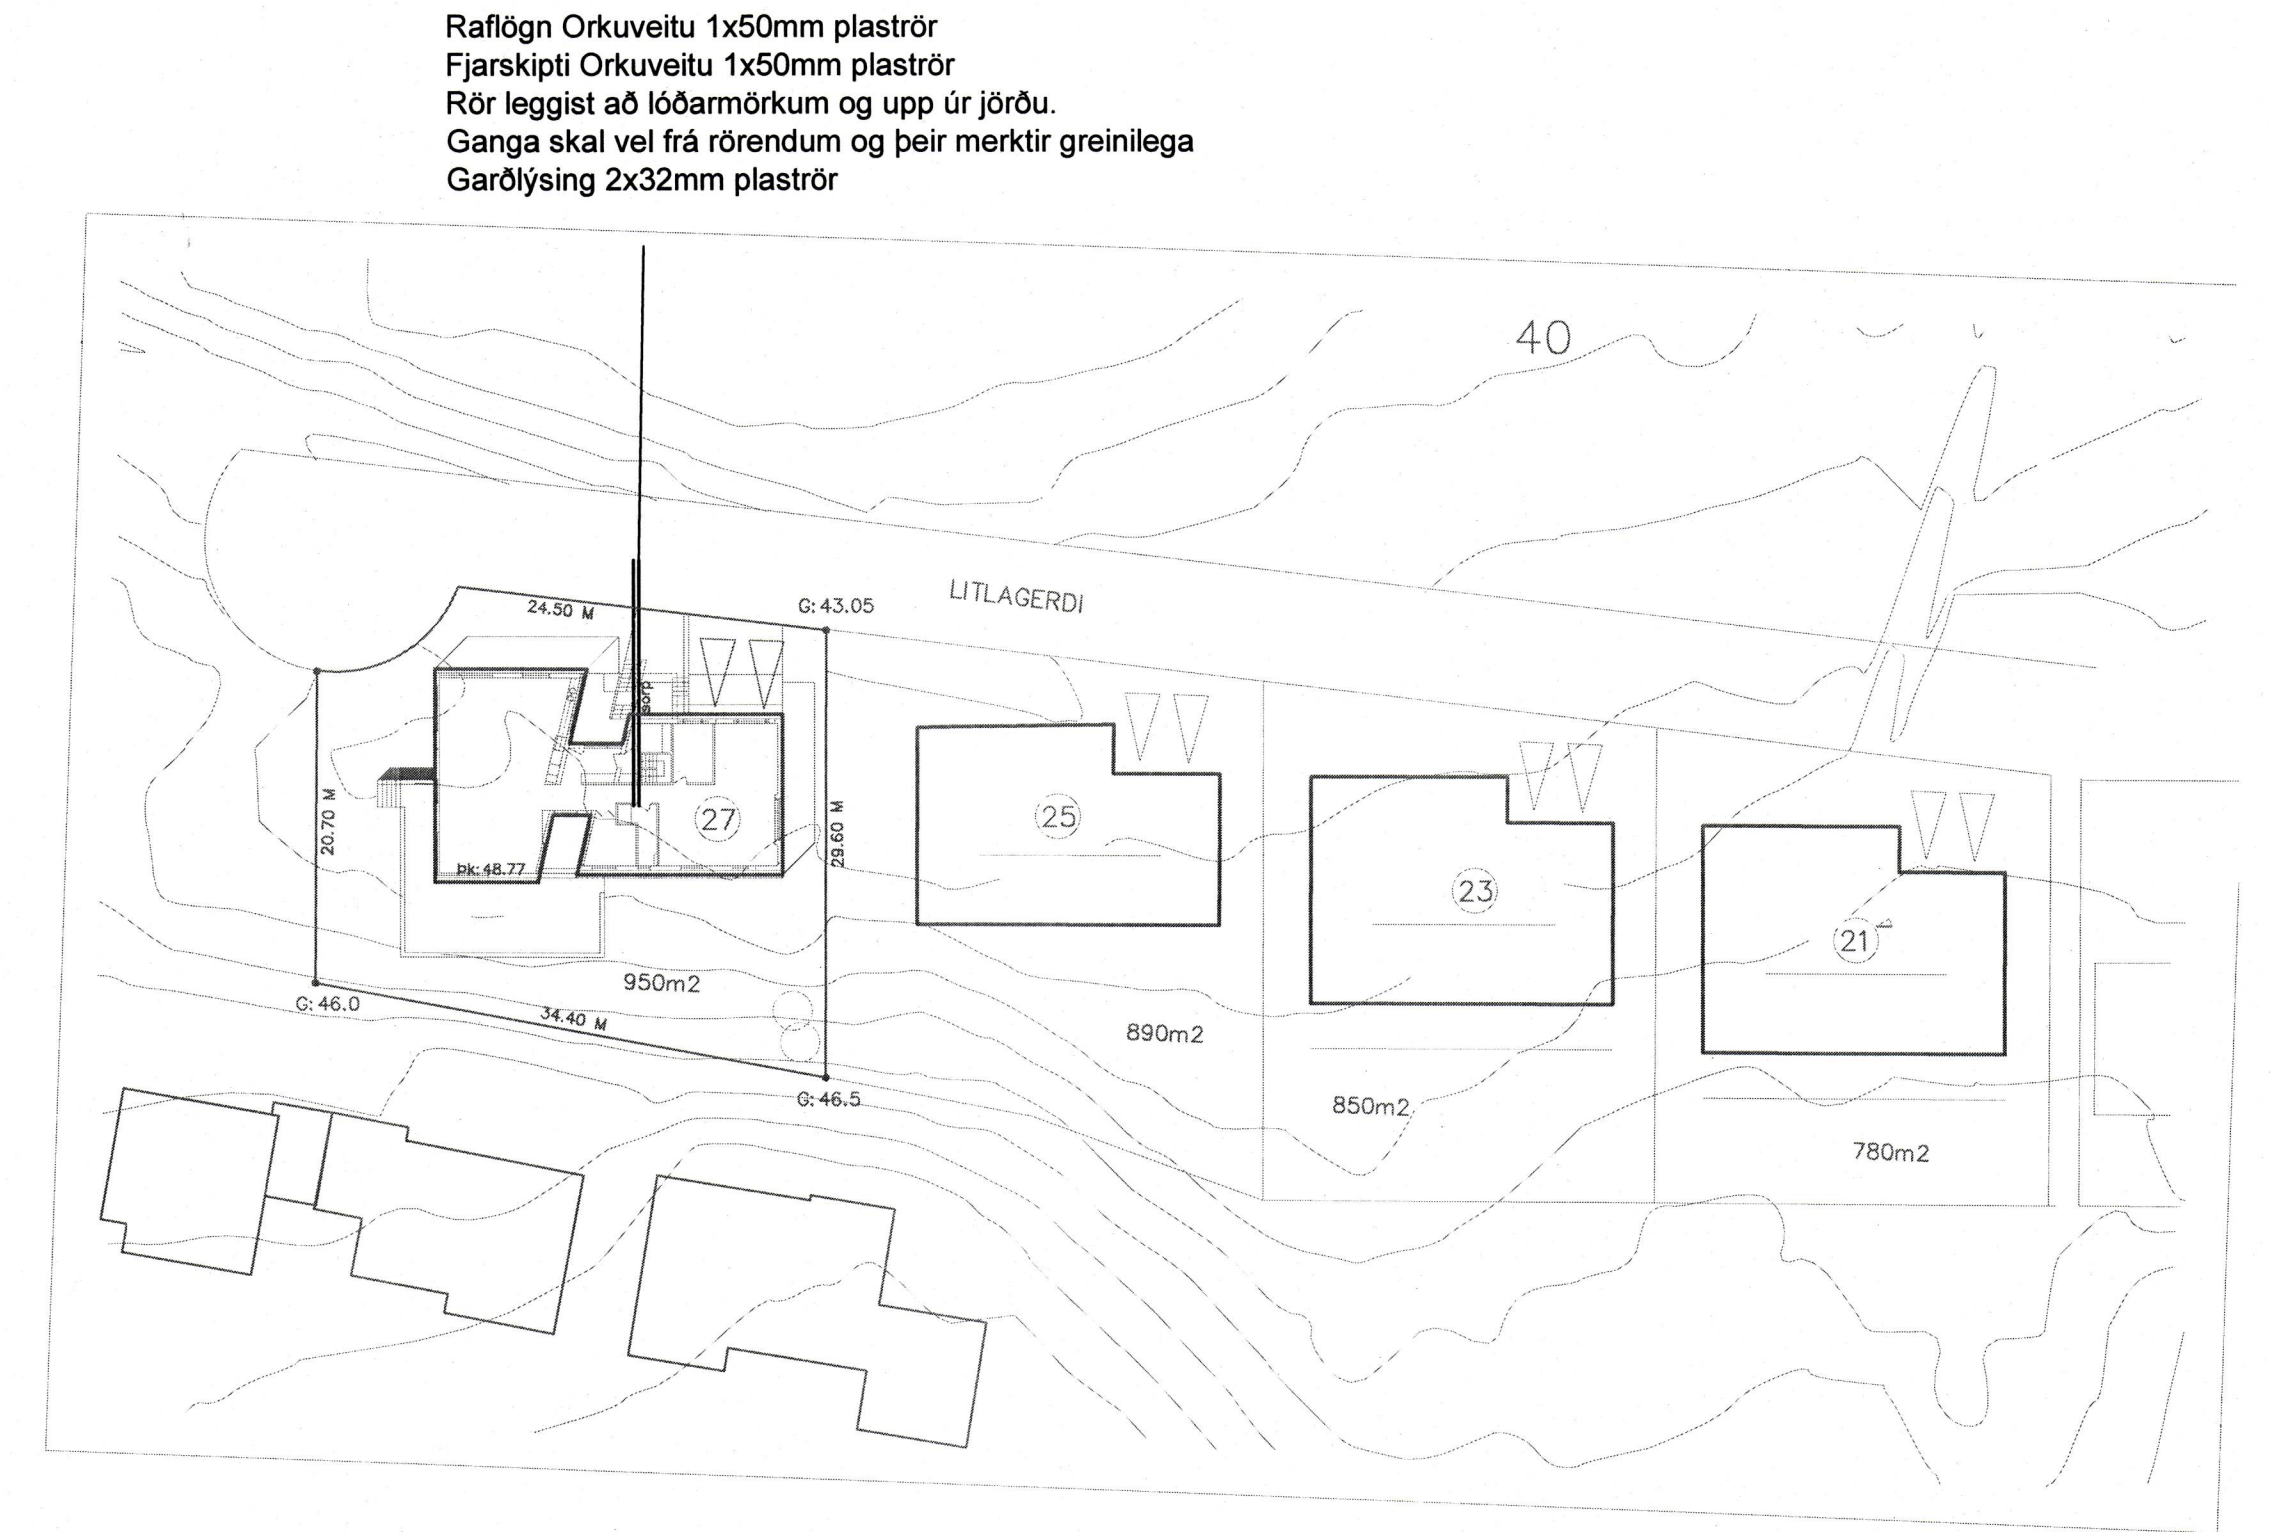 Raflögn Orkuveitu 1x50mm plaströr
Fjarskipti Orkuveitu 1x50mm plaströr
Rör leggist að lóðarmörkum og upp úr jörðu.
Ganga skal vel frá rörendum og þeir merktir greinilega
Garðlýsing 2x32mm plaströr
40
LITLAGERDI
24.50 M
G: 43.05
sorp
20.70 M
29.60 M
27
25
23
21
Þk: 48.77
950m2
G: 46.0
34.40 M
890m2
G: 46.5
850m2
780m2